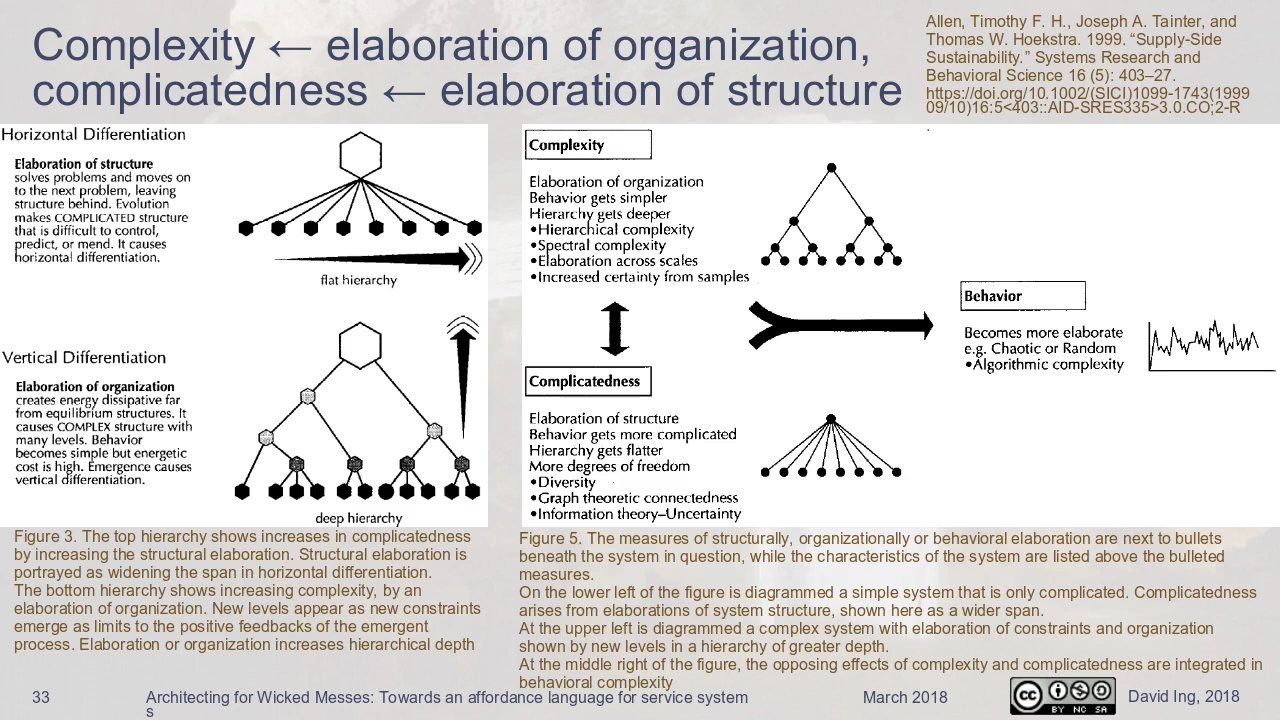 Complexity ← elaboration of organization,
complicatedness ← elaboration of structure
Allen, Timothy F. H., Joseph A. Tainter, and
Thomas W. Hoekstra. 1999. “Supply-Side
Sustainability.” Systems Research and
Behavioral Science 16 (5): 403–27.
https://doi.org/10.1002/(SICI)1099-1743(1999
09/10)16:5<403::AID-SRES335>3.0.CO;2-R
Horizontal Differentiation
Elaboration of structure
solves problems and moves on
to the next problem, leaving
structure behind. Evolution
makes COMPLICATED structure
that is difficult to control,
predict, or mend. It causes
horizontal differentiation.
flat hierarchy
Vertical Differentiation
Elaboration of organization
creates energy dissipative far
from equilibrium structures. It
causes COMPLEX structure with
many levels. Behavior
becomes simple but energetic
cost is high. Emergence causes
vertical differentiation.
deep hierarchy
Figure 3. The top hierarchy shows increases in complicatedness
by increasing the structural elaboration. Structural elaboration is
portrayed as widening the span in horizontal differentiation.
The bottom hierarchy shows increasing complexity, by an
elaboration of organization. New levels appear as new constraints
emerge as limits to the positive feedbacks of the emergent
process. Elaboration or organization increases hierarchical depth
Complexity
Elaboration of organization
Behavior gets simpler
Hierarchy gets deeper
•Hierarchical complexity
•Spectral complexity
•Elaboration across scales
•Increased certainty from samples
Complicatedness
Elaboration of structure
Behavior gets more complicated
Hierarchy gets flatter
More degrees of freedom
•Diversity
•Graph theoretic connectedness
•Information theory–Uncertainty
Behavior
Becomes more elaborate
e.g. Chaotic or Random
•Algorithmic complexity
Figure 5. The measures of structurally, organizationally or behavioral elaboration are next to bullets
beneath the system in question, while the characteristics of the system are listed above the bulleted
measures.
On the lower left of the figure is diagrammed a simple system that is only complicated. Complicatedness
arises from elaborations of system structure, shown here as a wider span.
At the upper left is diagrammed a complex system with elaboration of constraints and organization
shown by new levels in a hierarchy of greater depth.
At the middle right of the figure, the opposing effects of complexity and complicatedness are integrated in
behavioral complexity
33
Architecting for Wicked Messes: Towards an affordance language for service system
s
March 2018
cc
BY NC SA
David Ing, 2018